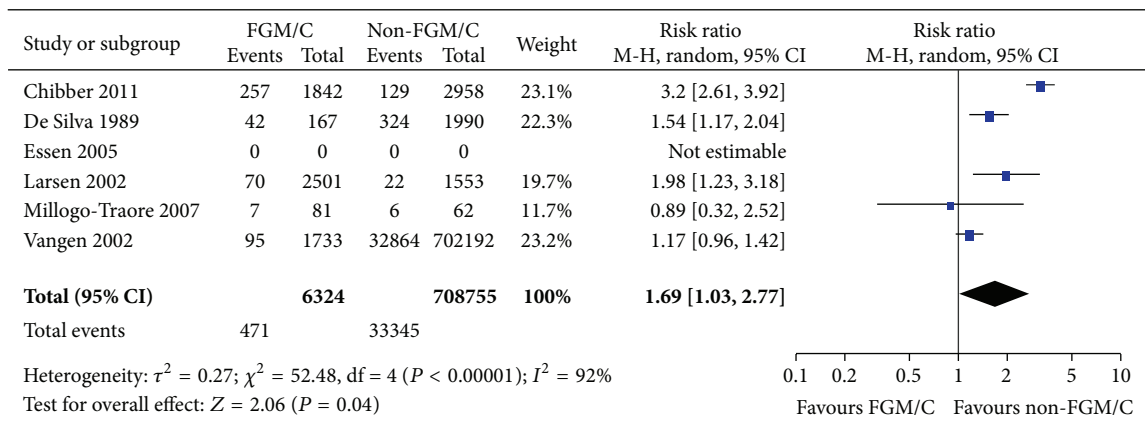 Study or subgroup FGM/C Non-FGM/C Weight Risk ratio Risk ratio
Events Total Events Total M-H, random, 95% CI M-H, random, 95% CI
Chibber 2011 257 1842 129 2958 23.1% 3.2 [2.61, 3.92]
De Silva 1989 42 167 324 1990 22.3% 1.54 [1.17, 2.04]
Essen 2005 0 0 0 0 Not estimable
Larsen 2002 70 2501 22 1553 19.7% 1.98 [1.23, 3.18]
Millogo-Traore 2007 7 81 6 62 11.7% 0.89 [0.32, 2.52]
Vangen 2002 95 1733 32864 702192 23.2% 1.17 [0.96, 1.42]
Total (95% CI) 6324 708755 100% 1.69 [1.03, 2.77]
Total events 471 33345
Heterogeneity: τ² = 0.27; χ² = 52.48, df = 4 (P < 0.00001); I² = 92%
Test for overall effect: Z = 2.06 (P = 0.04)
0.1 0.2 0.5 1 2 5 10
Favours FGM/C Favours non-FGM/C